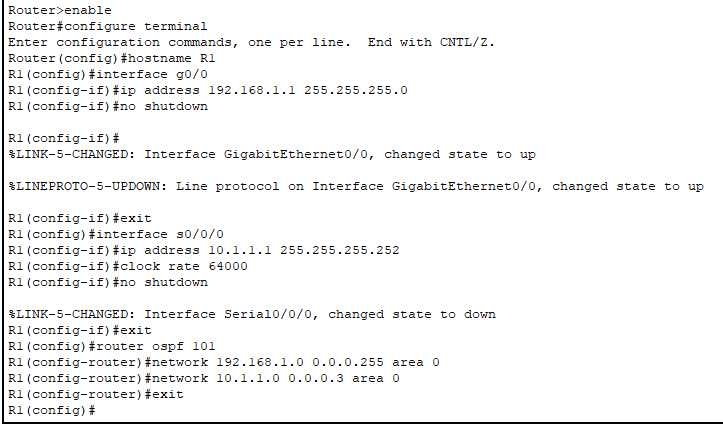 Router>enable
Router#configure terminal
Enter configuration commands, one per line.  End with CNTL/Z.
Router(config)#hostname R1
R1(config)#interface g0/0
R1(config-if)#ip address 192.168.1.1 255.255.255.0
R1(config-if)#no shutdown

R1(config-if)#
%LINK-5-CHANGED: Interface GigabitEthernet0/0, changed state to up

%LINEPROTO-5-UPDOWN: Line protocol on Interface GigabitEthernet0/0, changed state to up

R1(config-if)#exit
R1(config)#interface s0/0/0
R1(config-if)#ip address 10.1.1.1 255.255.255.252
R1(config-if)#clock rate 64000
R1(config-if)#no shutdown

%LINK-5-CHANGED: Interface Serial0/0/0, changed state to down
R1(config-if)#exit
R1(config)#router ospf 101
R1(config-router)#network 192.168.1.0 0.0.0.255 area 0
R1(config-router)#network 10.1.1.0 0.0.0.3 area 0
R1(config-router)#exit
R1(config)#